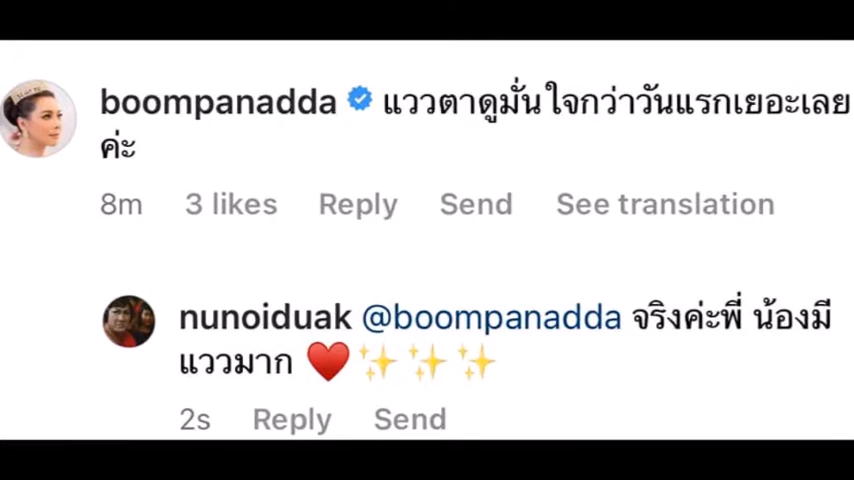 boompanadda แววตาดูมั่นใจกว่าวันแรกเยอะเลย
ค่ะ
8m 3 likes Reply Send See translation
nunoiduak @boompanadda จริงค่ะพี่ น้องมี
แววมาก ♥️✨✨✨
2s Reply Send